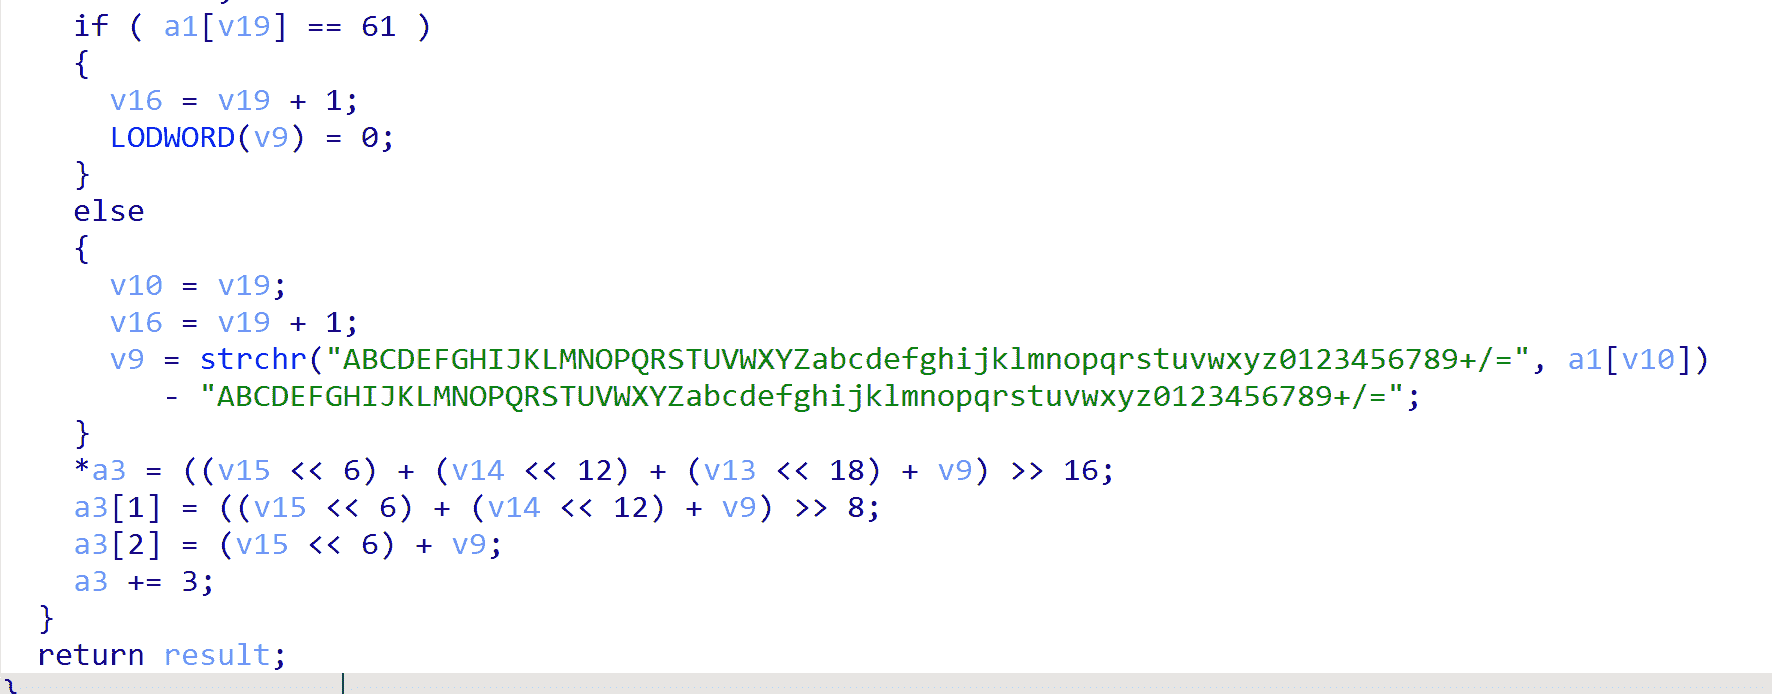 if ( a1[v19] == 61 )
{
v16 = v19 + 1;
LODWORD(v9) = 0;
}
else
{
v10 = v19;
v16 = v19 + 1;
v9 = strchr("ABCDEFGHIJKLMNOPQRSTUVWXYZabcdefghijklmnopqrstuvwxyz0123456789+/=", a1[v10])
- "ABCDEFGHIJKLMNOPQRSTUVWXYZabcdefghijklmnopqrstuvwxyz0123456789+/=";
}
*a3 = ((v15 << 6) + (v14 << 12) + (v13 << 18) + v9) >> 16;
a3[1] = ((v15 << 6) + (v14 << 12) + v9) >> 8;
a3[2] = (v15 << 6) + v9;
a3 += 3;
}
return result;
}